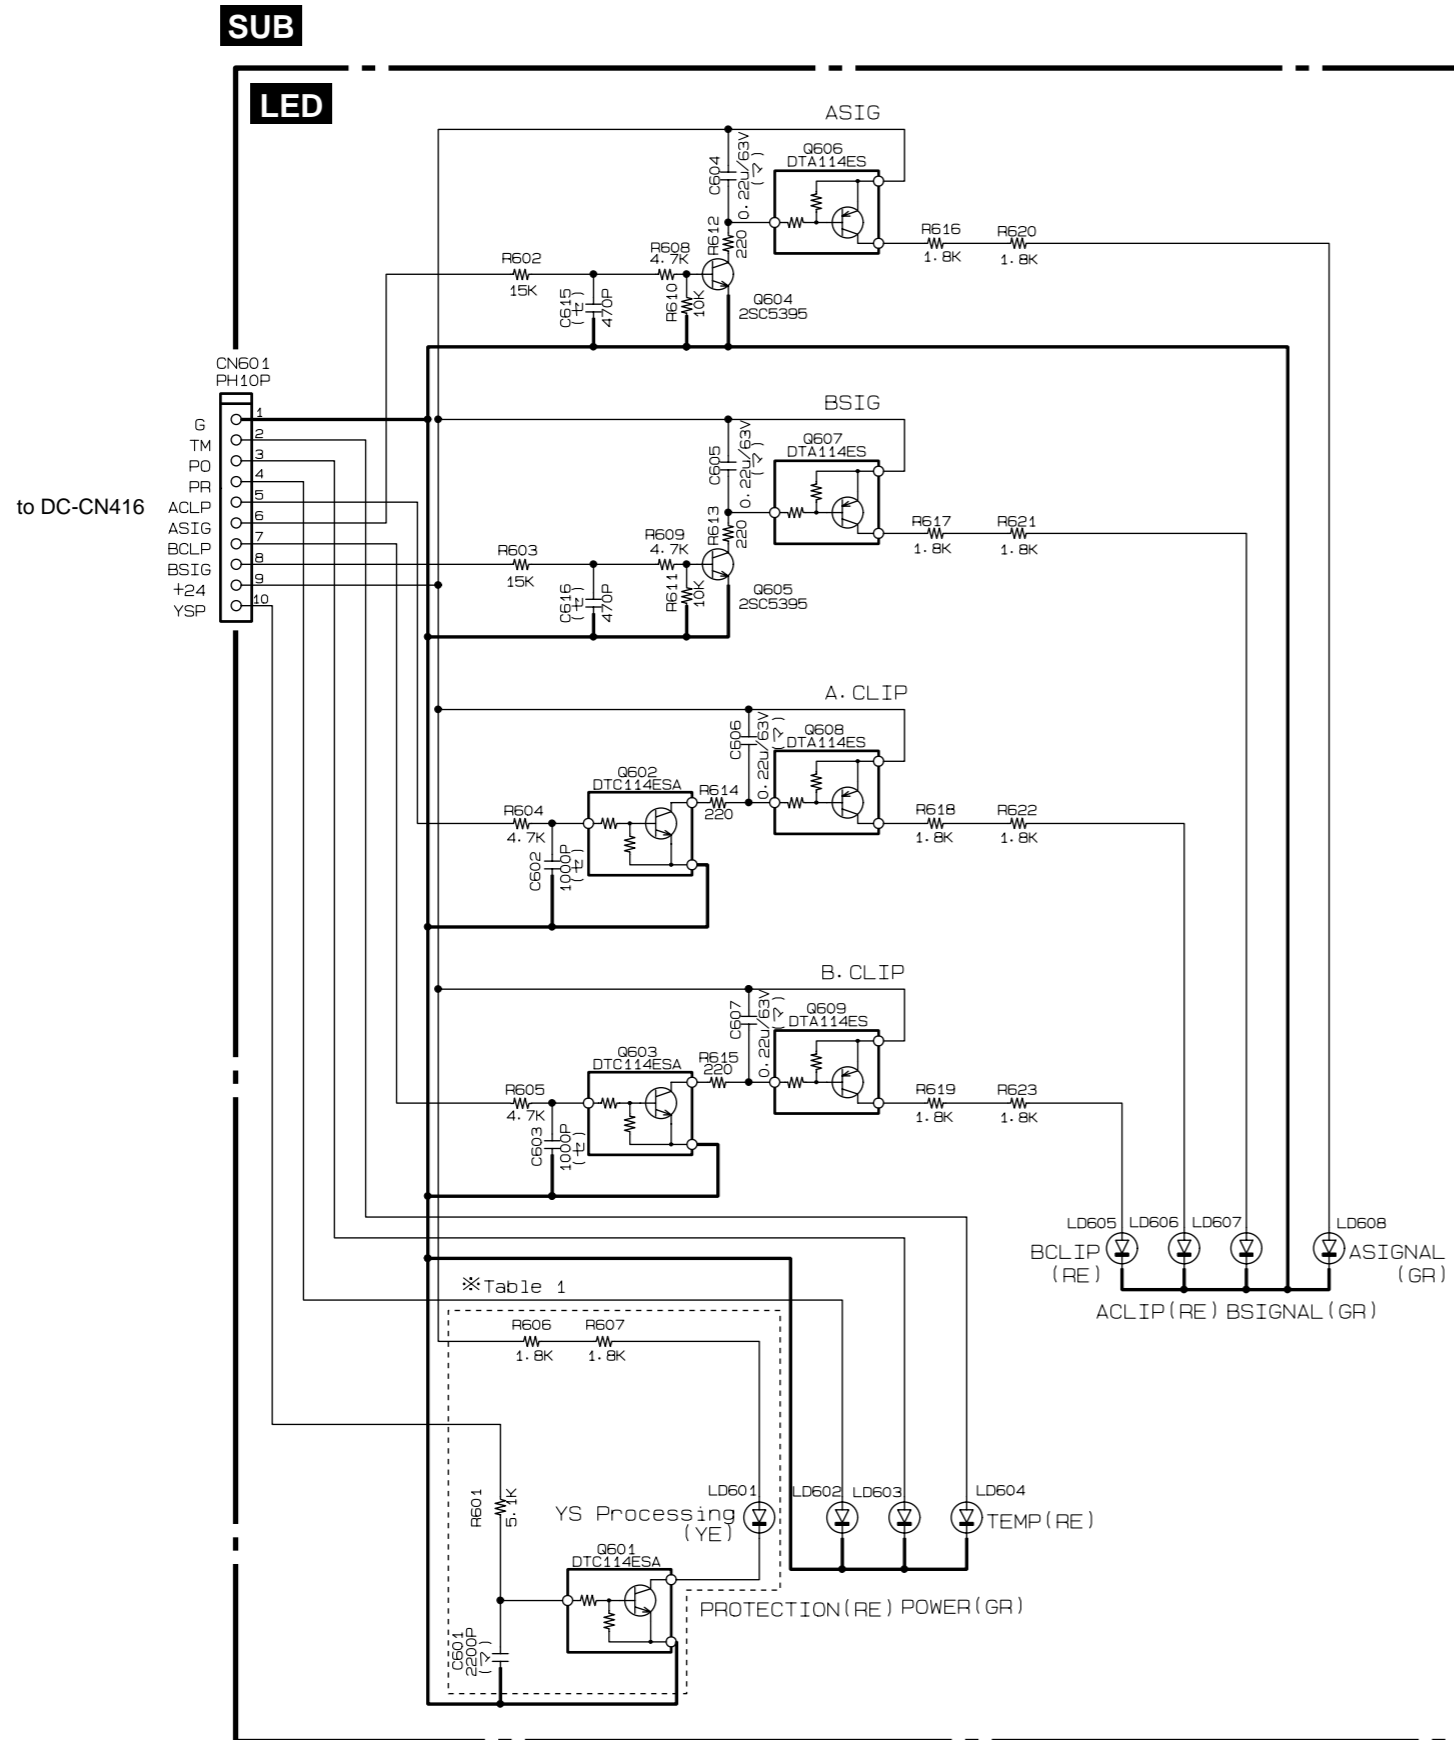 SUB
LED
ASIG
C604
0.22u/63V
(マ)
Q606
DTA114ES
R602
15K
C615
(セ)
470P
R608
4.7K
R610
10K
R612
220
Q604
2SC5395
R616
1.8K
R620
1.8K
CN601
PH10P
to DC-CN416
G 1
TM 2
PO 3
PR 4
ACLP 5
ASIG 6
BCLP 7
BSIG 8
+24 9
YSP 10
BSIG
C605
0.22u/63V
(マ)
Q607
DTA114ES
R603
15K
C616
(セ)
470P
R609
4.7K
R611
10K
R613
220
Q605
2SC5395
R617
1.8K
R621
1.8K
A.CLIP
C606
0.22u/63V
(マ)
Q608
DTA114ES
Q602
DTC114ESA
R614
220
R604
4.7K
C602
1000P
(セ)
R618
1.8K
R622
1.8K
B.CLIP
C607
0.22u/63V
(マ)
Q609
DTA114ES
Q603
DTC114ESA
R615
220
R605
4.7K
C603
1000P
(セ)
R619
1.8K
R623
1.8K
LD605 LD606 LD607 LD608
BCLIP
(RE)
ASIGNAL
(GR)
ACLIP(RE) BSIGNAL(GR)
※Table 1
R606
1.8K
R607
1.8K
R601
5.1K
LD601 LD602 LD603 LD604
YS Processing
(YE)
TEMP(RE)
Q601
DTC114ESA
PROTECTION(RE) POWER(GR)
C601
2200P
(マ)